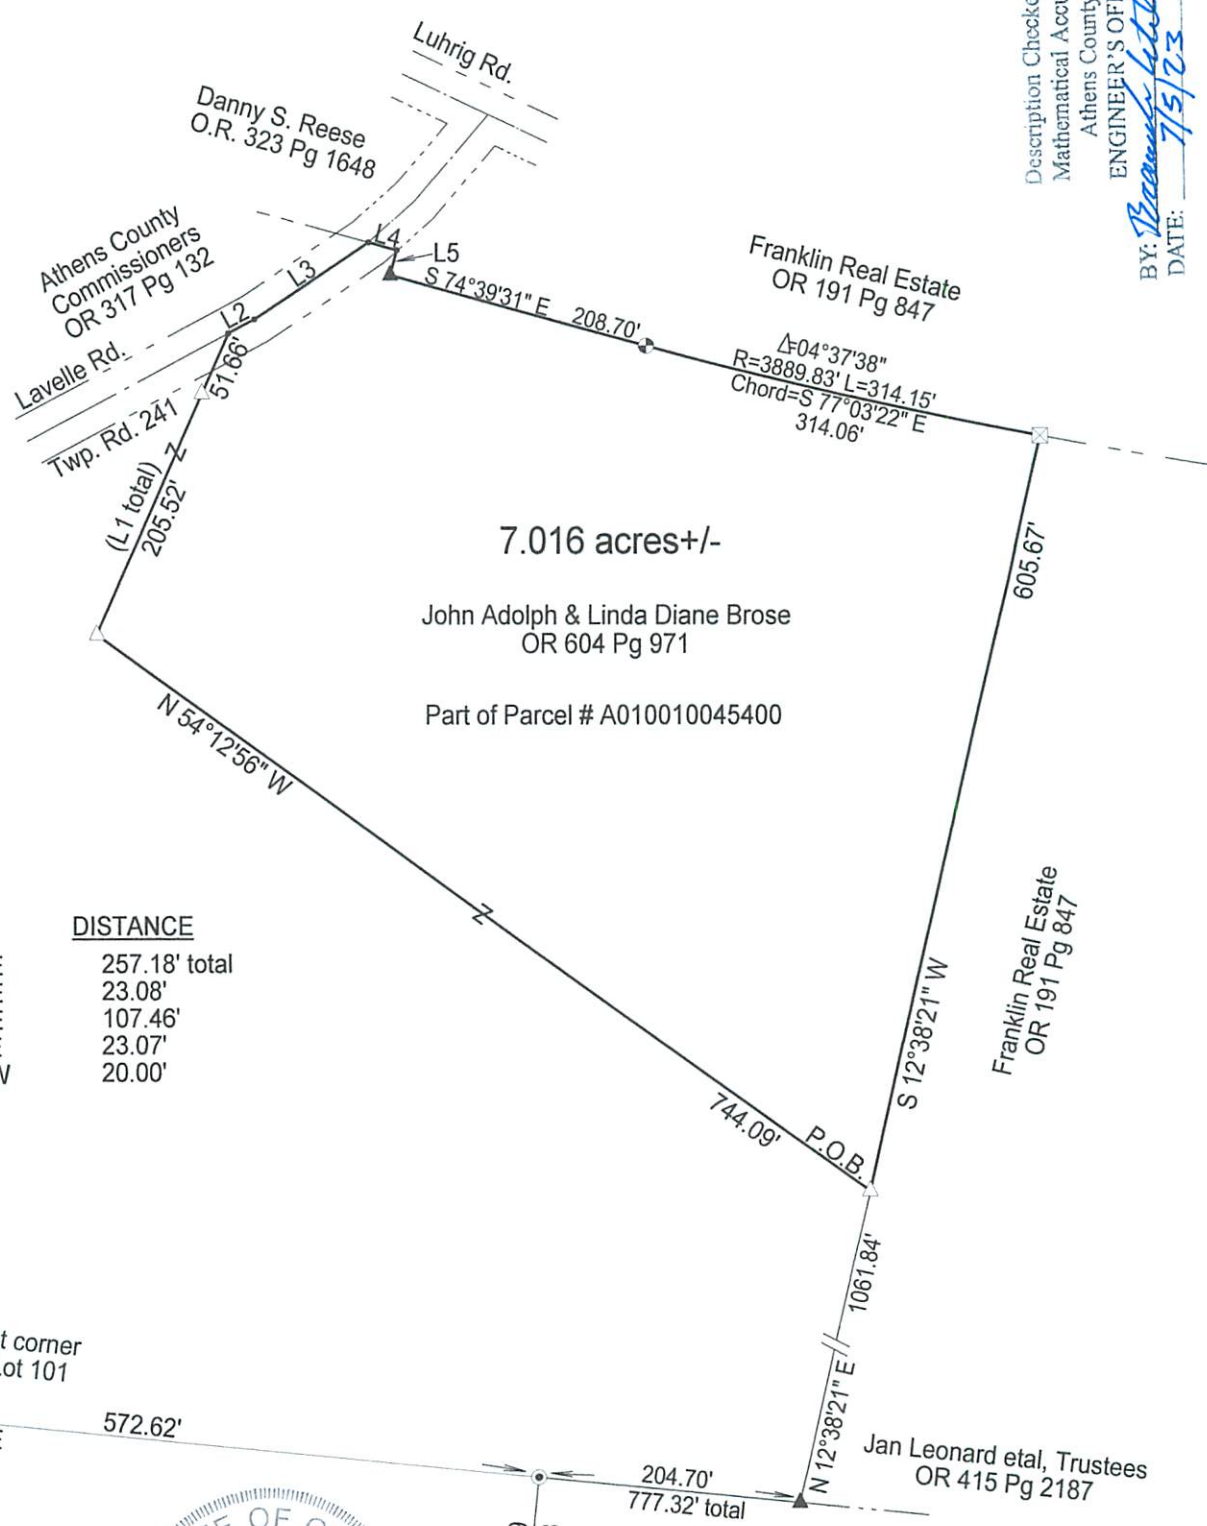 Luhrig Rd.
Danny S. Reese
O.R. 323 Pg 1648
Description Checke
Mathematical Accu
Athens County
ENGINEER'S OF
BY:
DATE: 7/5/23
Athens County
Commissioners
OR 317 Pg 132
L4
L5
L3
L2
Lavelle Rd.
Twp. Rd. 241
51.66'
S 74°39'31" E 208.70'
Franklin Real Estate
OR 191 Pg 847
Δ=04°37'38"
R=3889.83' L=314.15'
Chord=S 77°03'22" E
314.06'
(L1 total)
205.52'
7.016 acres+/-
John Adolph & Linda Diane Brose
OR 604 Pg 971
Part of Parcel # A010010045400
605.67'
N 54°12'56" W
S 12°38'21" W
Franklin Real Estate
OR 191 Pg 847
DISTANCE
257.18' total
23.08'
107.46'
23.07'
W 20.00'
744.09'
P.O.B.
1061.84'
N 12°38'21" E
t corner
Lot 101
572.62'
204.70'
777.32' total
Jan Leonard etal, Trustees
OR 415 Pg 2187
OF